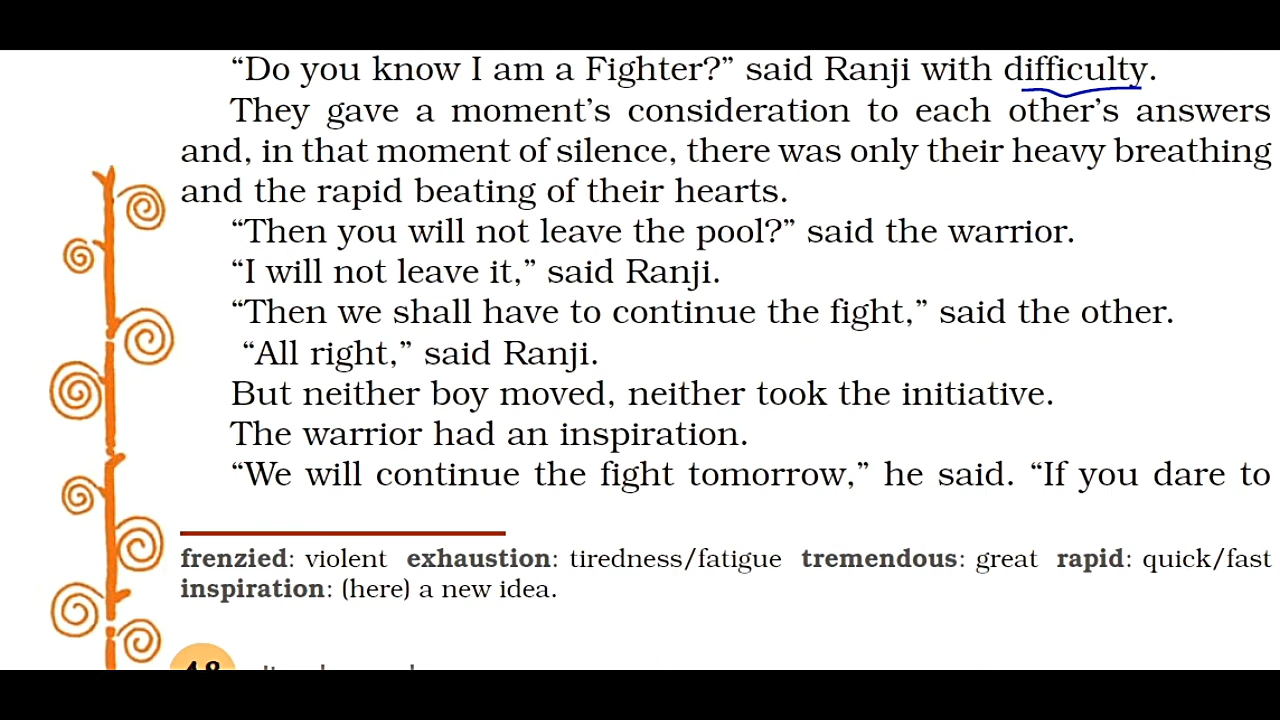 “Do you know I am a Fighter?” said Ranji with difficulty.
They gave a moment’s consideration to each other’s answers
and, in that moment of silence, there was only their heavy breathing
and the rapid beating of their hearts.
“Then you will not leave the pool?” said the warrior.
“I will not leave it,” said Ranji.
“Then we shall have to continue the fight,” said the other.
“All right,” said Ranji.
But neither boy moved, neither took the initiative.
The warrior had an inspiration.
“We will continue the fight tomorrow,” he said. “If you dare to
frenzied: violent exhaustion: tiredness/fatigue tremendous: great rapid: quick/fast
inspiration: (here) a new idea.
48